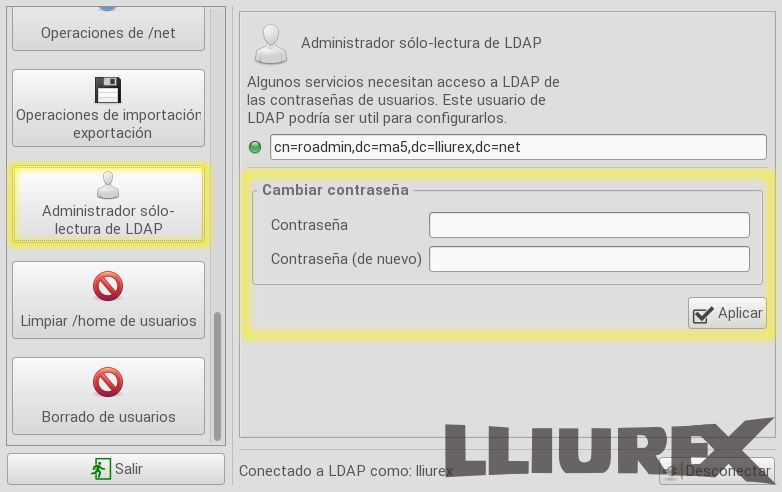 Operaciones de /net
Operaciones de importación
exportación
Administrador sólo-
lectura de LDAP
Limpiar /home de usuarios
Borrado de usuarios
Salir
Administrador sólo-lectura de LDAP
Algunos servicios necesitan acceso a LDAP de
las contraseñas de usuarios. Este usuario de
LDAP podría ser util para configurarlos.
cn=roadmin,dc=ma5,dc=lliurex,dc=net
Cambiar contraseña
Contraseña
Contraseña (de nuevo)
Aplicar
Conectado a LDAP como: lliurex
Desconectar
LLIUREX